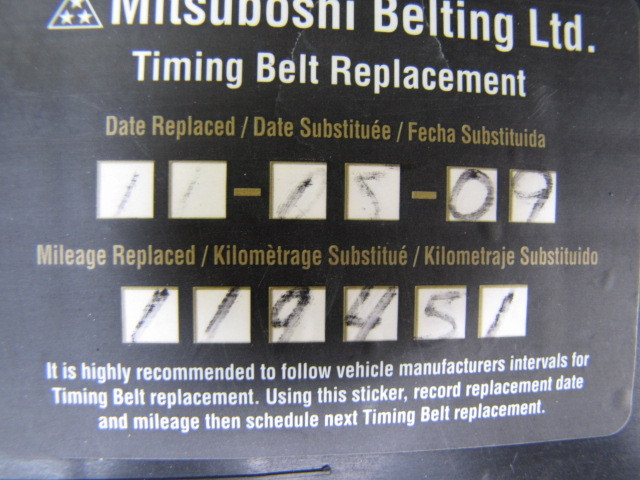 Mitsuboshi Belting Ltd.
Timing Belt Replacement
Date Replaced / Date Substituée / Fecha Substituida
11-15-09
Mileage Replaced / Kilomètrage Substitué / Kilometraje Substituido
119451
It is highly recommended to follow vehicle manufacturers intervals for
Timing Belt replacement. Using this sticker, record replacement date
and mileage then schedule next Timing Belt replacement.